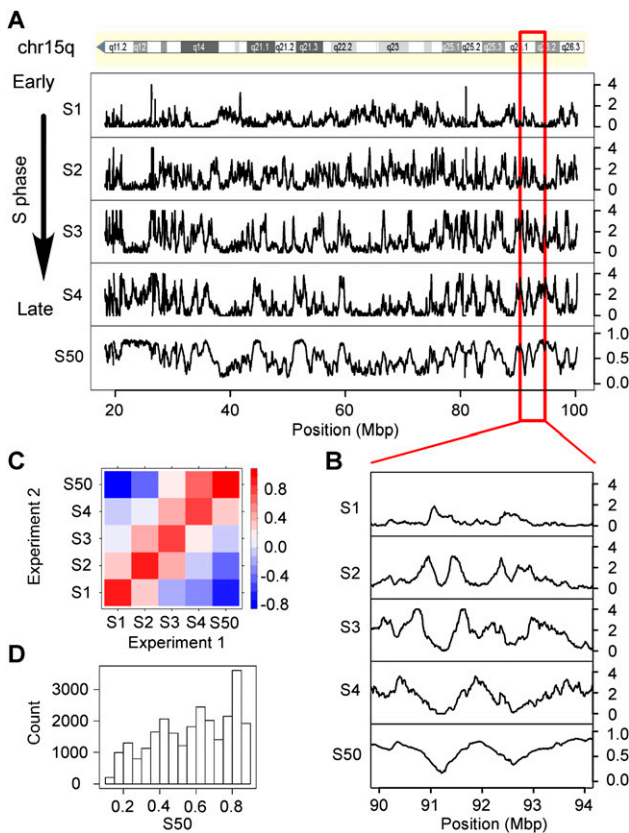 A
chr15q
q11.2 q12 q14 q21.1 q21.2 q21.3 q22.2 q23 q25.1 q25.2 q25.3 q26.3
Early
S phase
Late
S1
4
2
0
S2
4
2
0
S3
4
2
0
S4
4
2
0
S50
1.0
0.5
0.0
20 40 60 80 100
Position (Mbp)
C
Experiment 2
S50
S4
S3
S2
S1
S1 S2 S3 S4 S50
Experiment 1
0.8
0.4
0
-0.4
-0.8
B
S1
4
2
0
S2
4
2
0
S3
4
2
0
S4
4
2
0
S50
1.0
0.5
0.0
90 91 92 93 94
Position (Mbp)
D
Count
3000
2000
1000
0
0.2 0.4 0.6 0.8
S50